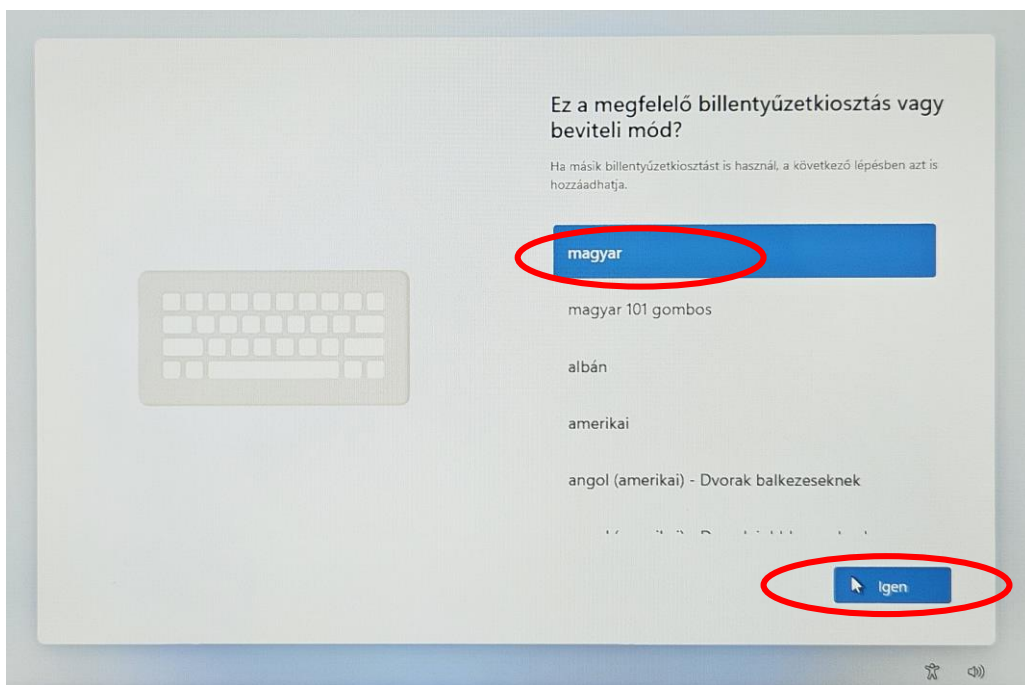 Ez a megfelelő billentyűzetkiosztás vagy
beviteli mód?
Ha másik billentyűzetkiosztást is használ, a következő lépésben azt is
hozzáadhatja.
magyar
magyar 101 gombos
albán
amerikai
angol (amerikai) - Dvorak balkezeseknek
Igen